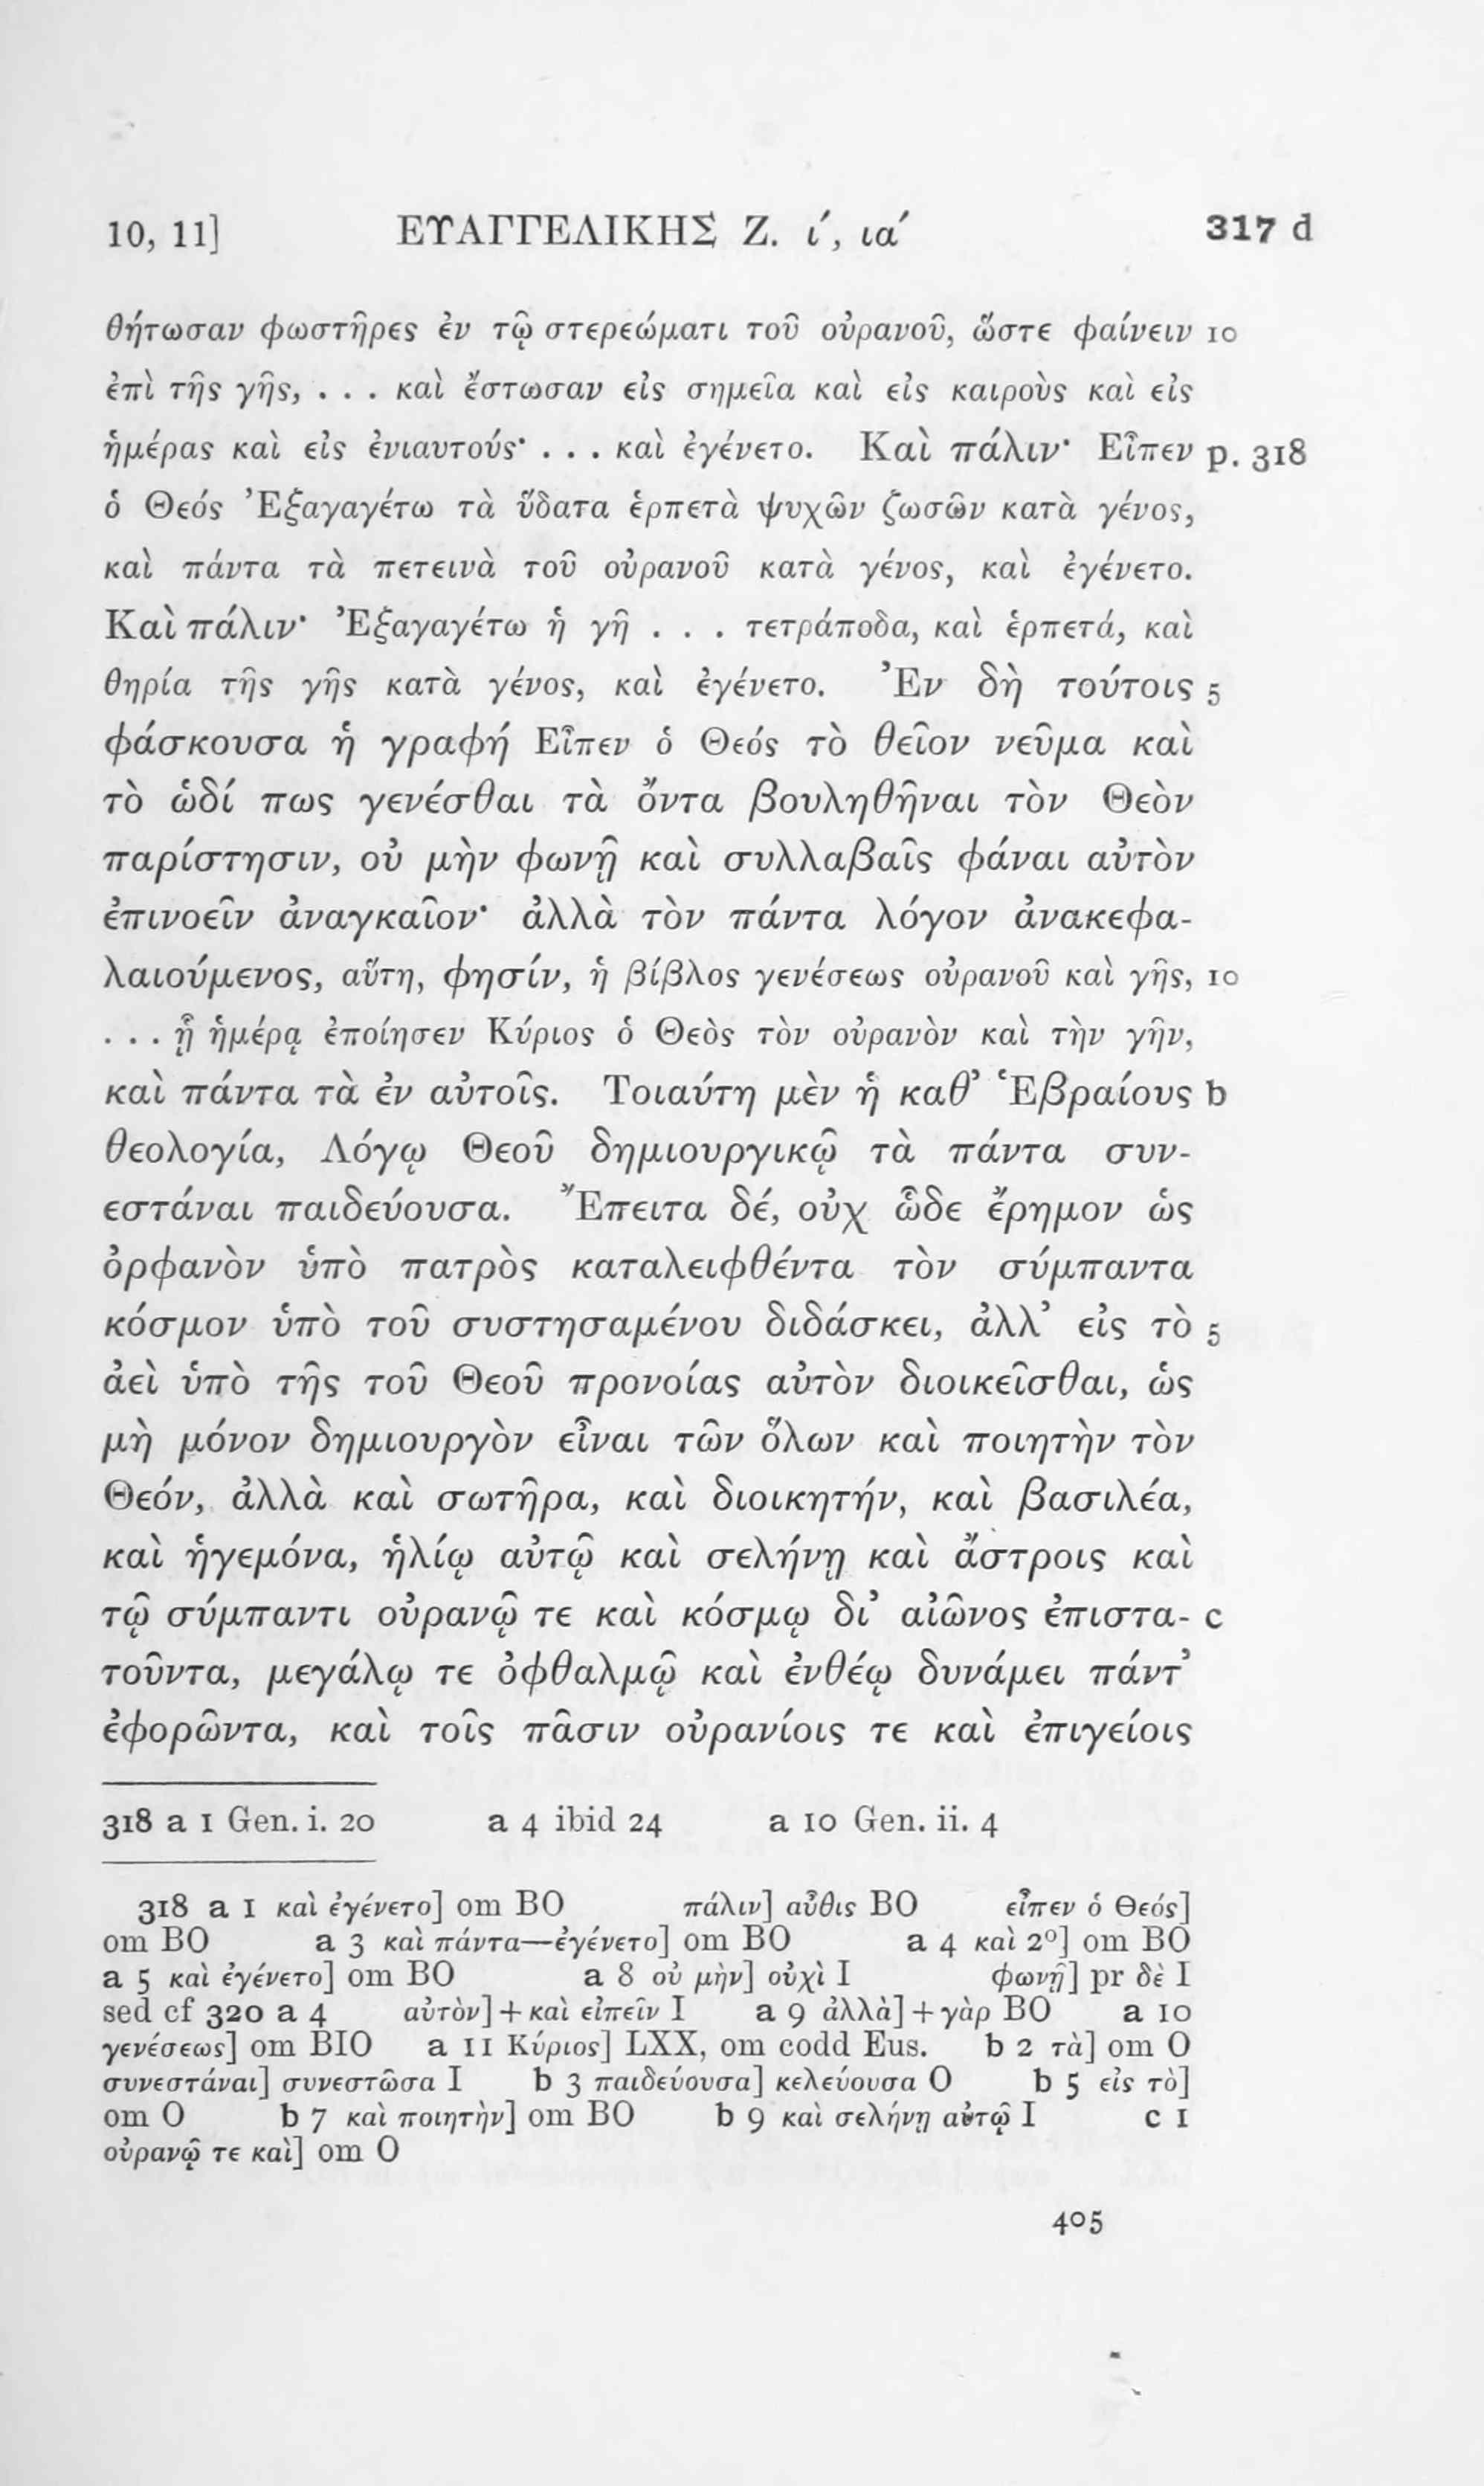 10, 11] ΕΥΑΓΓΕΛΙΚΗΣ Ζ. ι´, ια´ 317 d
θήτωσαν φωστῆρες ἐν τῷ στερεώματι τοῦ οὐρανοῦ, ὥστε φαίνειν 10
ἐπὶ τῆς γῆς, . . . καὶ ἔστωσαν εἰς σημεῖα καὶ εἰς καιροὺς καὶ εἰς
ἡμέρας καὶ εἰς ἐνιαυτούς· . . . καὶ ἐγένετο. Καὶ πάλιν· Εἶπεν p. 318
ὁ Θεός Ἐξαγαγέτω τὰ ὕδατα ἑρπετὰ ψυχῶν ζωσῶν κατὰ γένος,
καὶ πάντα τὰ πετεινὰ τοῦ οὐρανοῦ κατὰ γένος, καὶ ἐγένετο.
Καὶ πάλιν· Ἐξαγαγέτω ἡ γῆ . . . τετράποδα, καὶ ἑρπετά, καὶ
θηρία τῆς γῆς κατὰ γένος, καὶ ἐγένετο. Ἐν δὴ τούτοις 5
φάσκουσα ἡ γραφή Εἶπεν ὁ Θεός τὸ θεῖον νεῦμα καὶ
τὸ ὡδί πως γενέσθαι τὰ ὄντα βουληθῆναι τὸν Θεὸν
παρίστησιν, οὐ μὴν φωνῇ καὶ συλλαβαῖς φάναι αὐτὸν
ἐπινοεῖν ἀναγκαῖον· ἀλλὰ τὸν πάντα λόγον ἀνακεφα-
λαιούμενος, αὕτη, φησίν, ἡ βίβλος γενέσεως οὐρανοῦ καὶ γῆς, 10
. . . ᾗ ἡμέρᾳ ἐποίησεν Κύριος ὁ Θεὸς τὸν οὐρανὸν καὶ τὴν γῆν,
καὶ πάντα τὰ ἐν αὐτοῖς. Τοιαύτη μὲν ἡ καθ’ Ἑβραίους b
θεολογία, Λόγῳ Θεοῦ δημιουργικῷ τὰ πάντα συν-
εστάναι παιδεύουσα. Ἔπειτα δέ, οὐχ ὧδε ἔρημον ὡς
ὀρφανὸν ὑπὸ πατρὸς καταλειφθέντα τὸν σύμπαντα
κόσμον ὑπὸ τοῦ συστησαμένου διδάσκει, ἀλλ’ εἰς τὸ 5
ἀεὶ ὑπὸ τῆς τοῦ Θεοῦ προνοίας αὐτὸν διοικεῖσθαι, ὡς
μὴ μόνον δημιουργὸν εἶναι τῶν ὅλων καὶ ποιητὴν τὸν
Θεόν, ἀλλὰ καὶ σωτῆρα, καὶ διοικητήν, καὶ βασιλέα,
καὶ ἡγεμόνα, ἡλίῳ αὐτῷ καὶ σελήνῃ καὶ ἄστροις καὶ
τῷ σύμπαντι οὐρανῷ τε καὶ κόσμῳ δι’ αἰῶνος ἐπιστα- c
τοῦντα, μεγάλῳ τε ὀφθαλμῷ καὶ ἐνθέῳ δυνάμει πάντ’
ἐφορῶντα, καὶ τοῖς πᾶσιν οὐρανίοις τε καὶ ἐπιγείοις
318 a 1 Gen. i. 20 a 4 ibid 24 a 10 Gen. ii. 4
318 a 1 καὶ ἐγένετο] om BO πάλιν] αὖθις BO εἶπεν ὁ Θεός]
om BO a 3 καὶ πάντα—ἐγένετο] om BO a 4 καὶ 2º] om BO
a 5 καὶ ἐγένετο] om BO a 8 οὐ μὴν] οὐχὶ I φωνῇ] pr δὲ I
sed cf 320 a 4 αὐτὸν] + καὶ εἰπεῖν I a 9 ἀλλὰ] + γὰρ BO a 10
γενέσεως] om BIO a 11 Κύριος] LXX, om codd Eus. b 2 τὰ] om O
συνεστάναι] συνεστῶσα I b 3 παιδεύουσα] κελεύουσα O b 5 εἰς τὸ]
om O b 7 καὶ ποιητὴν] om BO b 9 καὶ σελήνῃ αὐτῷ I c 1
οὐρανῷ τε καὶ] om O
405